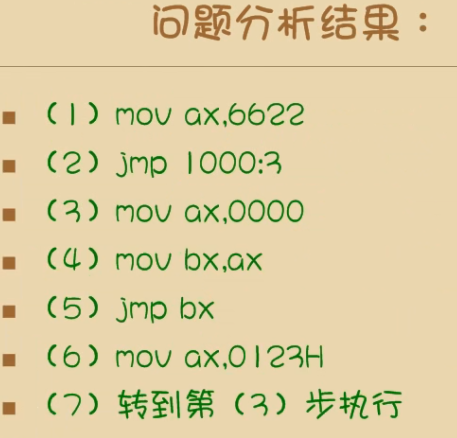 问题分析结果：
（1）mov ax,6622
（2）jmp 1000:3
（3）mov ax,0000
（4）mov bx,ax
（5）jmp bx
（6）mov ax,0123H
（7）转到第（3）步执行